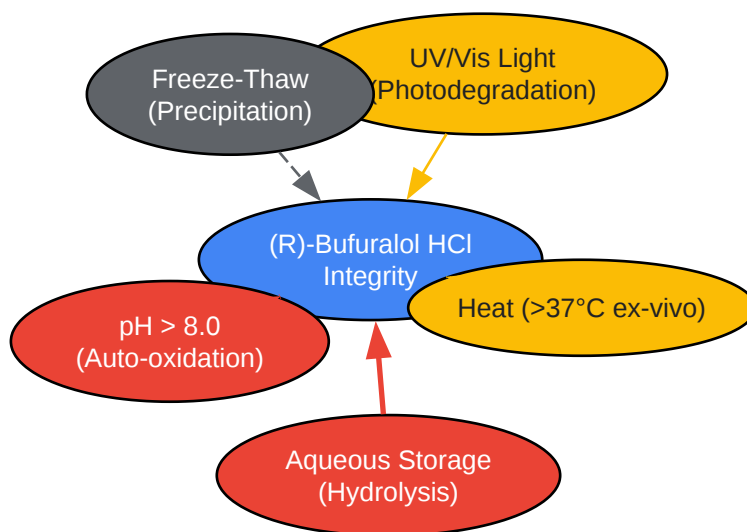 Freeze-Thaw
(Precipitation)
UV/Vis Light
(Photodegradation)
(R)-Bufuralol HCl
Integrity
Heat (>37°C ex-vivo)
pH > 8.0
(Auto-oxidation)
Aqueous Storage
(Hydrolysis)